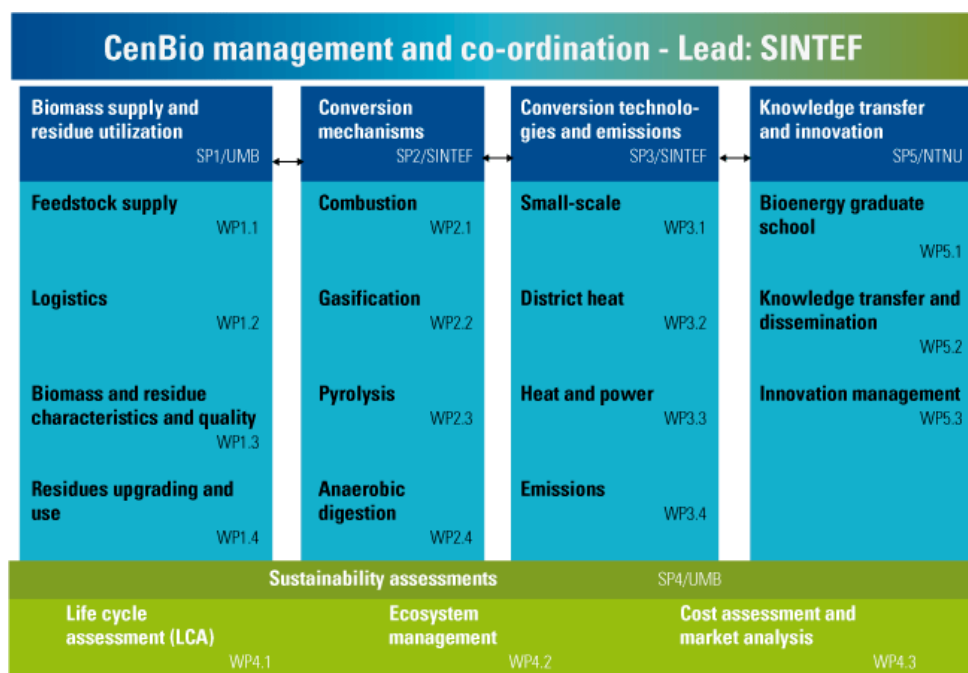 CenBio management and co-ordination - Lead: SINTEF
Biomass supply and
residue utilization
SP1/UMB
Feedstock supply
WP1.1
Logistics
WP1.2
Biomass and residue
characteristics and quality
WP1.3
Residues upgrading and
use
WP1.4
Conversion
mechanisms
SP2/SINTEF
Combustion
WP2.1
Gasification
WP2.2
Pyrolysis
WP2.3
Anaerobic
digestion
WP2.4
Conversion technolo-
gies and emissions
SP3/SINTEF
Small-scale
WP3.1
District heat
WP3.2
Heat and power
WP3.3
Emissions
WP3.4
Knowledge transfer
and innovation
SP5/NTNU
Bioenergy graduate
school
WP5.1
Knowledge transfer and
dissemination
WP5.2
Innovation management
WP5.3
Sustainability assessments SP4/UMB
Life cycle
assessment (LCA)
WP4.1
Ecosystem
management
WP4.2
Cost assessment and
market analysis
WP4.3